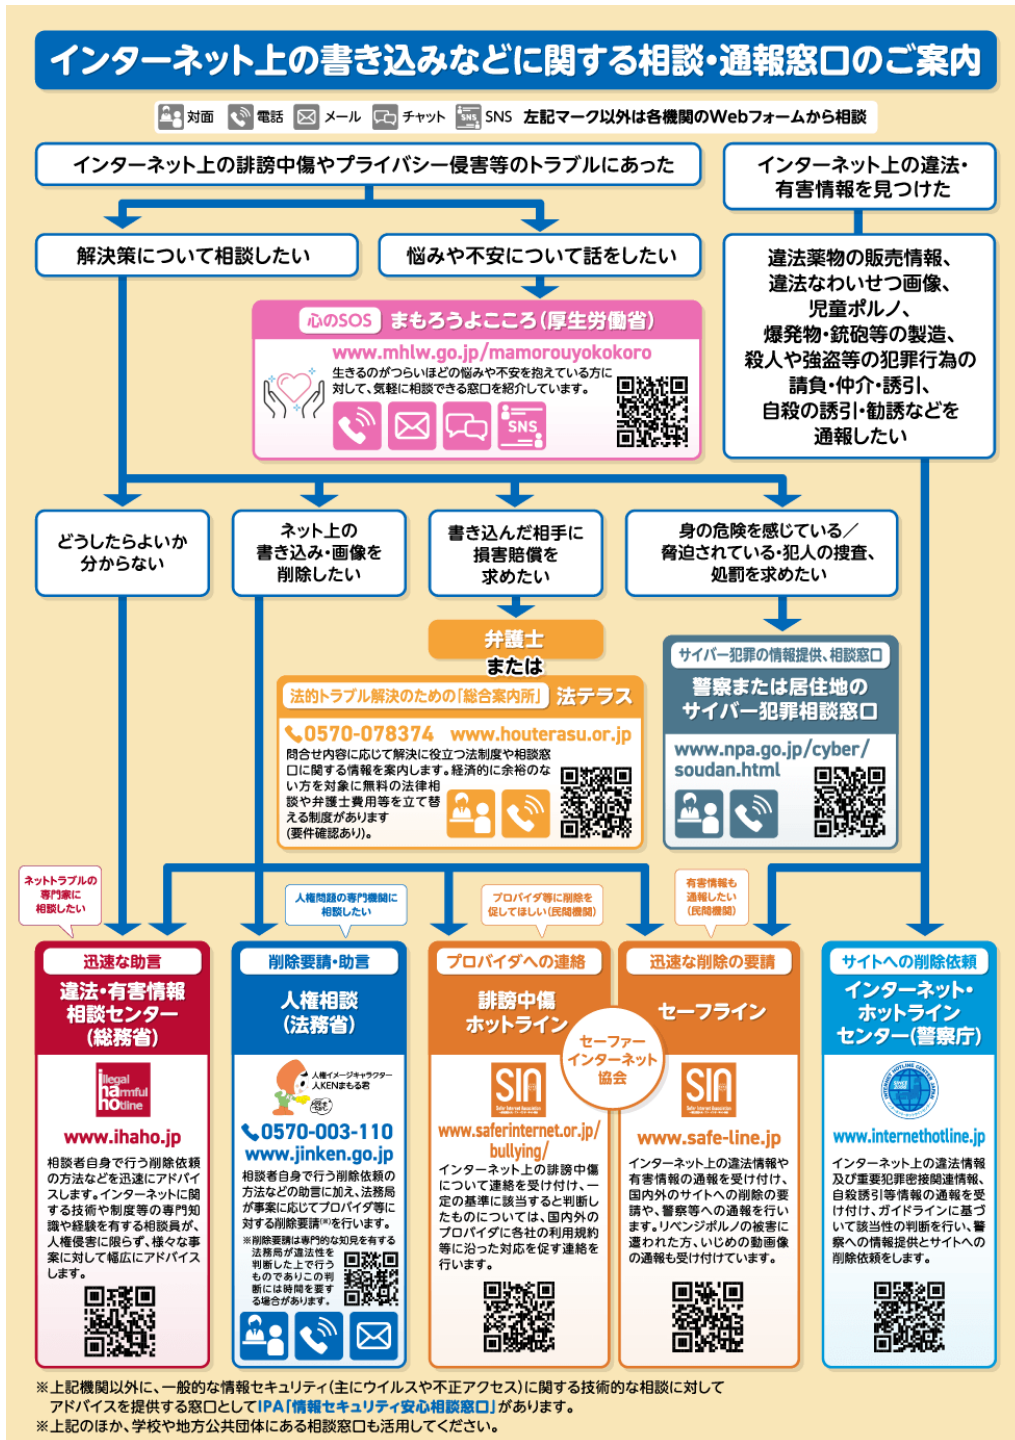 インターネット上の書き込みなどに関する相談・通報窓口のご案内
対面 電話 メール チャット SNS 左記マーク以外は各機関のWebフォームから相談
インターネット上の誹謗中傷やプライバシー侵害等のトラブルにあった
インターネット上の違法・
有害情報を見つけた
解決策について相談したい
悩みや不安について話をしたい
違法薬物の販売情報、
違法なわいせつ画像、
児童ポルノ、
爆発物・銃砲等の製造、
殺人や強盗等の犯罪行為の
請負・仲介・誘引、
自殺の誘引・勧誘などを
通報したい
心のSOS まもろうよこころ(厚生労働省)
www.mhlw.go.jp/mamorouyokokoro
生きるのがつらいほどの悩みや不安を抱えている方に
対して、気軽に相談できる窓口を紹介しています。
SNS
どうしたらよいか
分からない
ネット上の
書き込み・画像を
削除したい
書き込んだ相手に
損害賠償を
求めたい
身の危険を感じている/
脅迫されている・犯人の捜査、
処罰を求めたい
弁護士
または
法的トラブル解決のための「総合案内所」 法テラス
0570-078374 www.houterasu.or.jp
問合せ内容に応じて解決に役立つ法制度や相談窓
口に関する情報を案内します。経済的に余裕のな
い方を対象に無料の法律相
談や弁護士費用等を立て替
える制度があります
(要件確認あり)。
サイバー犯罪の情報提供、相談窓口
警察または居住地の
サイバー犯罪相談窓口
www.npa.go.jp/cyber/
soudan.html
ネットトラブルの
専門家に
相談したい
人権問題の専門機関に
相談したい
プロバイダ等に削除を
促してほしい(民間機関)
有害情報も
通報したい
(民間機関)
迅速な助言
違法・有害情報
相談センター
(総務省)
illegal
harmful
hotline
www.ihaho.jp
相談者自身で行う削除依頼
の方法などを迅速にアドバイ
スします。インターネットに関
する技術や制度等の専門知
識や経験を有する相談員が、
人権侵害に限らず、様々な事
案に対して幅広にアドバイス
します。
削除要請・助言
人権相談
(法務省)
人権イメージキャラクター
人KENまもる君
0570-003-110
www.jinken.go.jp
相談者自身で行う削除依頼の
方法などの助言に加え、法務局
が事案に応じてプロバイダ等に
対する削除要請(※)を行います。
※削除要請は専門的な知見を有する
法務局が違法性を
判断した上で行う
ものでありこの判
断には時間を要す
る場合があります。
プロバイダへの連絡
誹謗中傷
ホットライン
セーファー
インターネット
協会
SIA
Safer Internet Association
www.saferinternet.or.jp/
bullying/
インターネット上の誹謗中傷
について連絡を受け付け、一
定の基準に該当すると判断し
たものについては、国内外の
プロバイダに各社の利用規約
等に沿った対応を促す連絡を
行います。
迅速な削除の要請
セーフライン
SIA
Safer Internet Association
www.safe-line.jp
インターネット上の違法情報や
有害情報の通報を受け付け、
国内外のサイトへの削除の要
請や、警察等への通報を行い
ます。リベンジポルノの被害に
遭われた方、いじめの動画像
の通報も受け付けています。
サイトへの削除依頼
インターネット・
ホットライン
センター(警察庁)
INTERNET HOTLINE CENTER JAPAN
SINCE
2006
www.internethotline.jp
インターネット上の違法情報
及び重要犯罪密接関連情報、
自殺誘引等情報の通報を受
け付け、ガイドラインに基づ
いて該当性の判断を行い、警
察への情報提供とサイトへの
削除依頼をします。
※上記機関以外に、一般的な情報セキュリティ(主にウイルスや不正アクセス)に関する技術的な相談に対して
アドバイスを提供する窓口としてIPA「情報セキュリティ安心相談窓口」があります。
※上記のほか、学校や地方公共団体にある相談窓口も活用してください。